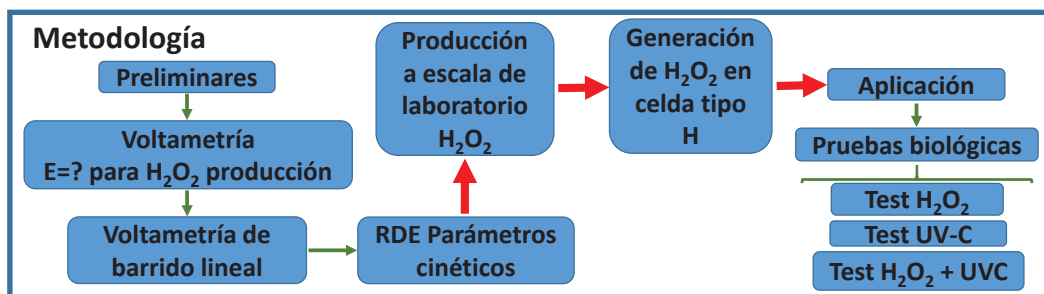 Metodología
Preliminares
Voltametría
E=? para H₂O₂ producción
Voltametría de
barrido lineal
RDE Parámetros
cinéticos
Producción
a escala de
laboratorio
H₂O₂
Generación
de H₂O₂ en
celda tipo
H
Aplicación
Pruebas biológicas
Test H₂O₂
Test UV-C
Test H₂O₂ + UVC